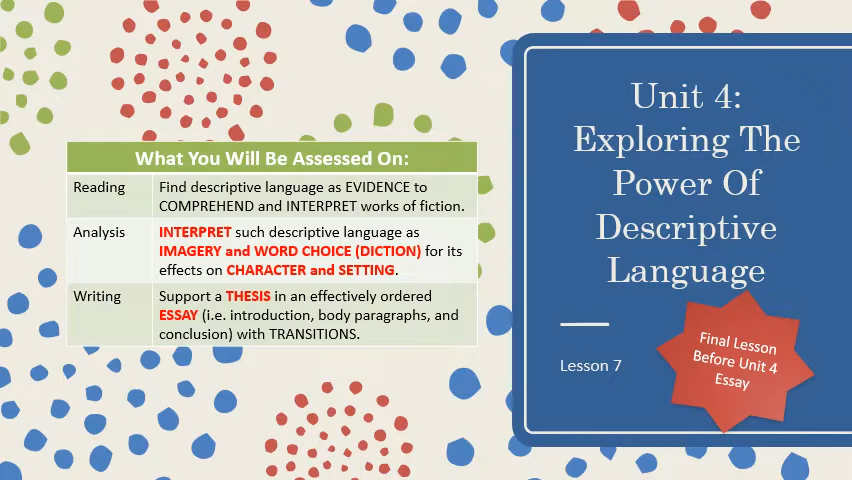 What You Will Be Assessed On:
Reading
Find descriptive language as EVIDENCE to
COMPREHEND and INTERPRET works of fiction.
Analysis
INTERPRET such descriptive language as
IMAGERY and WORD CHOICE (DICTION) for its
effects on CHARACTER and SETTING.
Writing
Support a THESIS in an effectively ordered
ESSAY (i.e. introduction, body paragraphs, and
conclusion) with TRANSITIONS.
Unit 4:
Exploring The
Power Of
Descriptive
Language
Lesson 7
Final Lesson
Before Unit 4
Essay